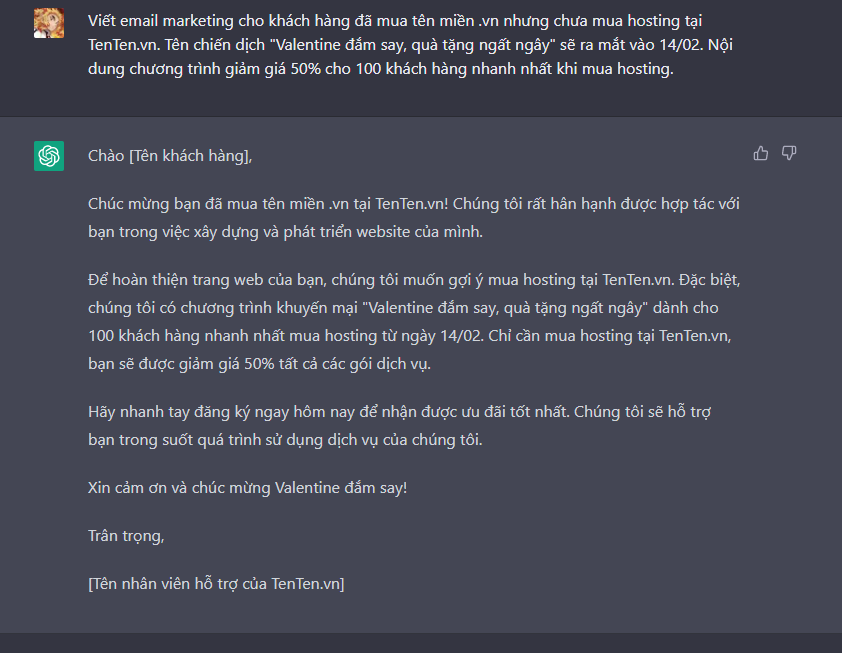 Viết email marketing cho khách hàng đã mua tên miền .vn nhưng chưa mua hosting tại
TenTen.vn. Tên chiến dịch "Valentine đắm say, quà tặng ngất ngây" sẽ ra mắt vào 14/02. Nội
dung chương trình giảm giá 50% cho 100 khách hàng nhanh nhất khi mua hosting.
Chào [Tên khách hàng],
Chúc mừng bạn đã mua tên miền .vn tại TenTen.vn! Chúng tôi rất hân hạnh được hợp tác với
bạn trong việc xây dựng và phát triển website của mình.
Để hoàn thiện trang web của bạn, chúng tôi muốn gợi ý mua hosting tại TenTen.vn. Đặc biệt,
chúng tôi có chương trình khuyến mại "Valentine đắm say, quà tặng ngất ngây" dành cho
100 khách hàng nhanh nhất mua hosting từ ngày 14/02. Chỉ cần mua hosting tại TenTen.vn,
bạn sẽ được giảm giá 50% tất cả các gói dịch vụ.
Hãy nhanh tay đăng ký ngay hôm nay để nhận được ưu đãi tốt nhất. Chúng tôi sẽ hỗ trợ
bạn trong suốt quá trình sử dụng dịch vụ của chúng tôi.
Xin cảm ơn và chúc mừng Valentine đắm say!
Trân trọng,
[Tên nhân viên hỗ trợ của TenTen.vn]